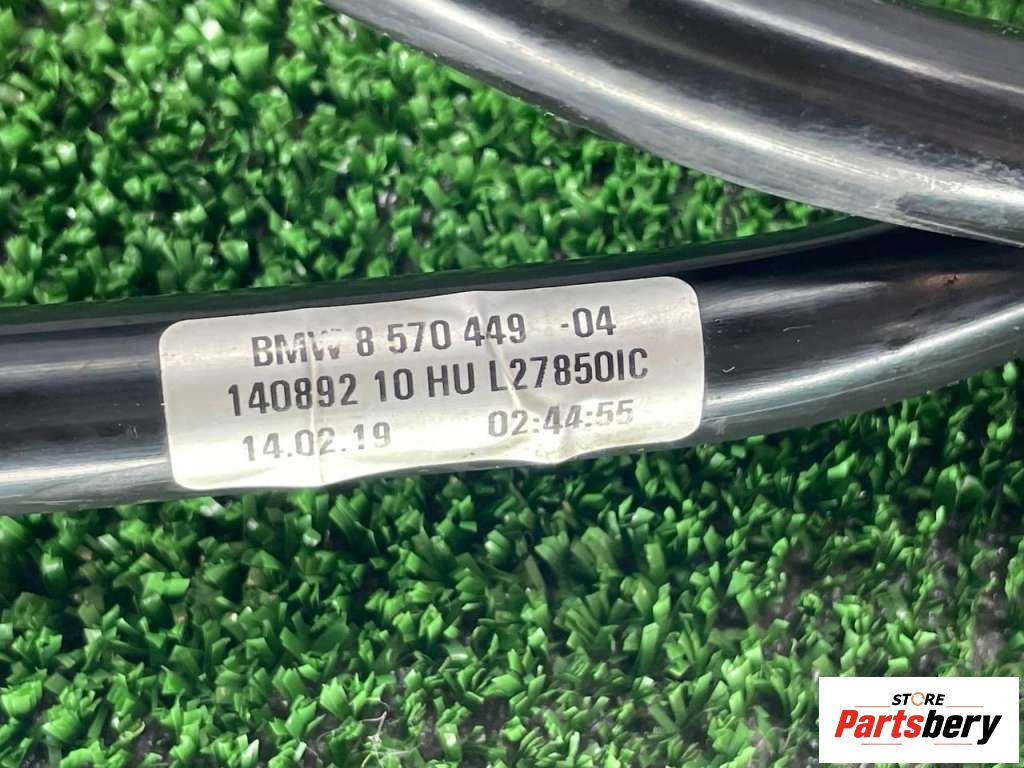 BMW 8 570 449 -04
140892 10 HU L27850IC
14.02.19 02:44:55
STORE
Partsbery